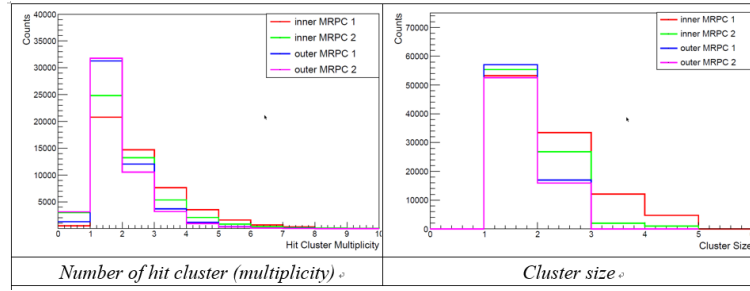 Counts
40000
35000
30000
25000
20000
15000
10000
5000
0
0 1 2 3 4 5 6 7 8 9 10
Hit Cluster Multiplicity
inner MRPC 1
inner MRPC 2
outer MRPC 1
outer MRPC 2
Counts
70000
60000
50000
40000
30000
20000
10000
0
0 1 2 3 4 5
Cluster Size
inner MRPC 1
inner MRPC 2
outer MRPC 1
outer MRPC 2
Number of hit cluster (multiplicity)
Cluster size